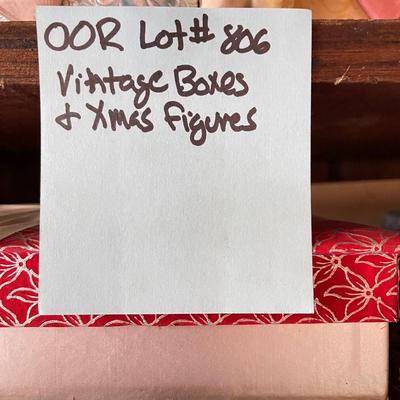 OOR Lot# 806
Vintage Boxes
& Xmas Figures